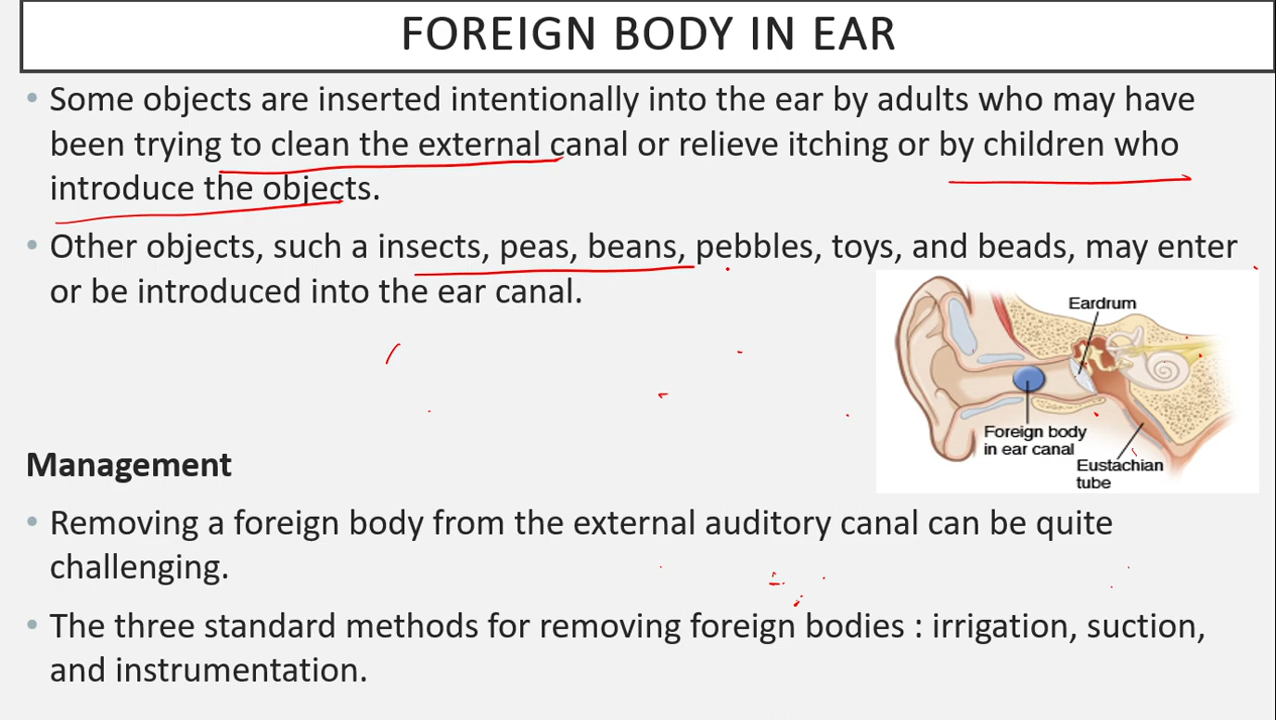 FOREIGN BODY IN EAR
• Some objects are inserted intentionally into the ear by adults who may have
been trying to clean the external canal or relieve itching or by children who
introduce the objects.
• Other objects, such a insects, peas, beans, pebbles, toys, and beads, may enter
or be introduced into the ear canal.
Eardrum
Foreign body
in ear canal
Eustachian
tube
Management
• Removing a foreign body from the external auditory canal can be quite
challenging.
• The three standard methods for removing foreign bodies : irrigation, suction,
and instrumentation.